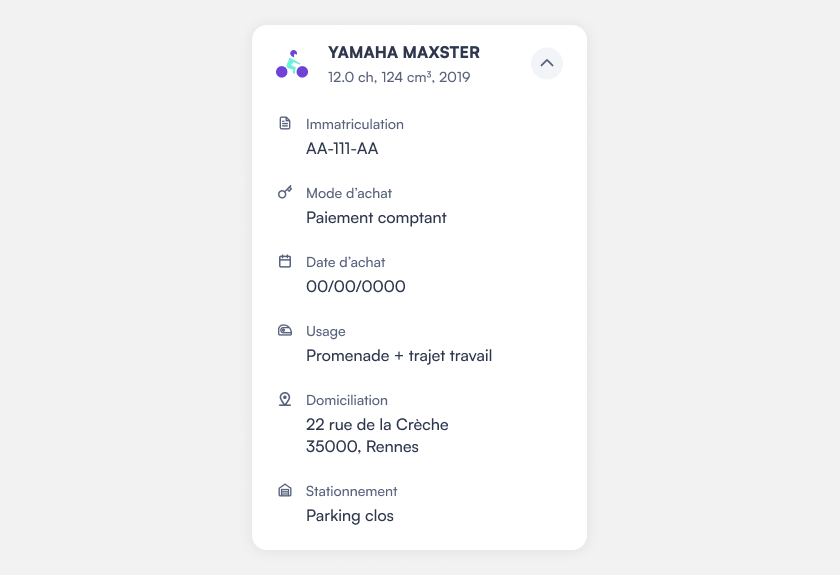 YAMAHA MAXSTER
12.0 ch, 124 cm³, 2019
Immatriculation
AA-111-AA
Mode d’achat
Paiement comptant
Date d’achat
00/00/0000
Usage
Promenade + trajet travail
Domiciliation
22 rue de la Crèche
35000, Rennes
Stationnement
Parking clos